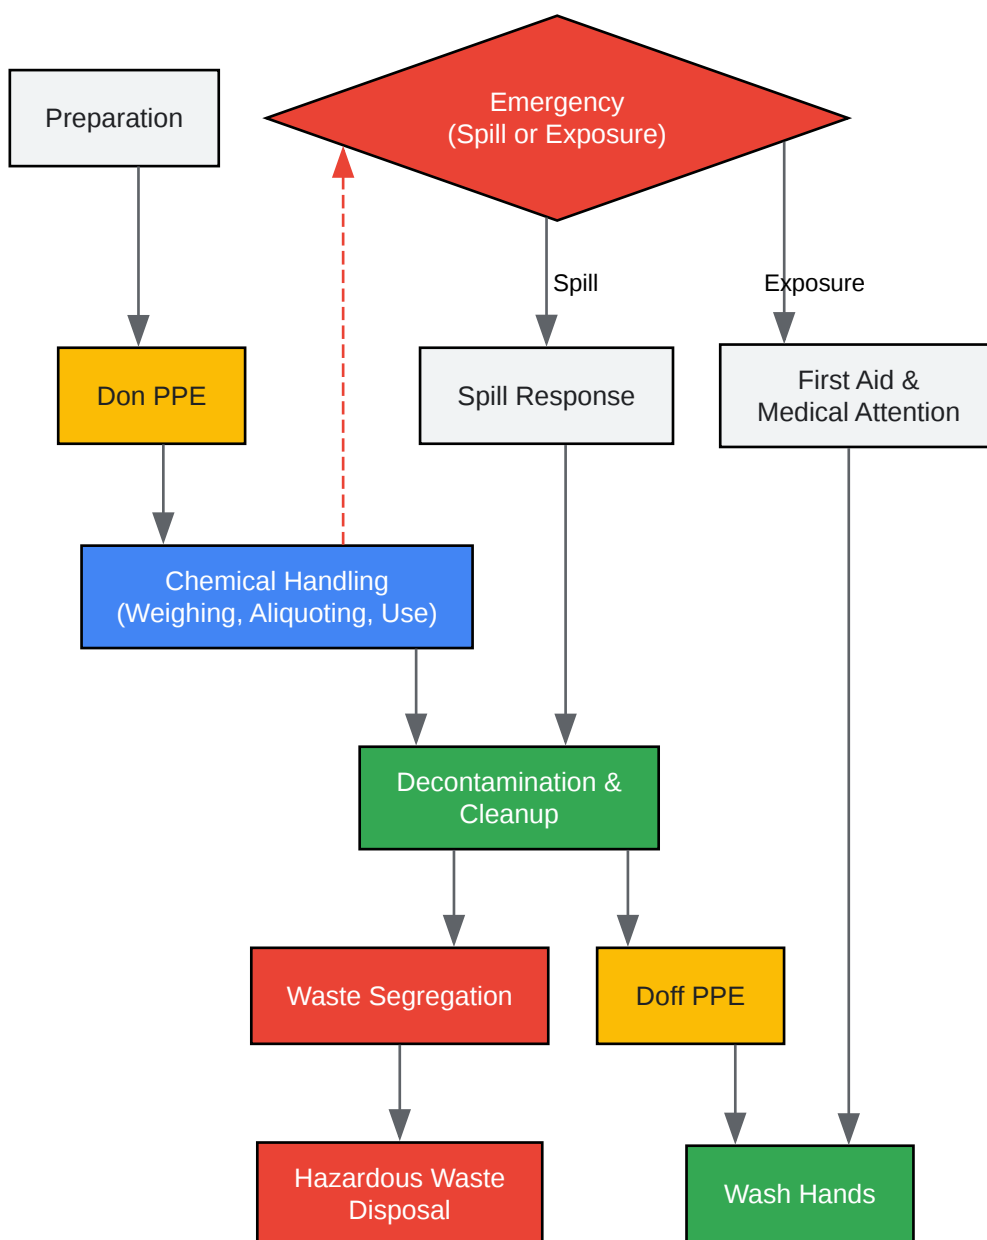 Preparation
Emergency
(Spill or Exposure)
Spill
Exposure
Don PPE
Spill Response
First Aid &
Medical Attention
Chemical Handling
(Weighing, Aliquoting, Use)
Decontamination &
Cleanup
Waste Segregation
Doff PPE
Hazardous Waste
Disposal
Wash Hands